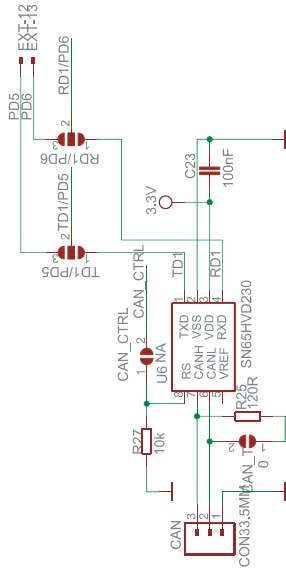 EXT-12
EXT-13
PD5
PD6
RD1/PD6
3
2
1
RD1/PD6
TD1/PD5
3
2
1
TD1/PD5
C23
100nF
3.3V
CAN_CTRL
CAN_CTRL
TD1
RD1
1
2
3
4
TXD
VSS
VDD
RXD
RS
CANH
CANL
VREF
8
7
6
5
SN65HVD230
U6 NA
1
2
R27
10k
R25
120R
CAN_T
2
1
0
CAN
3
2
1
CON33.5MM